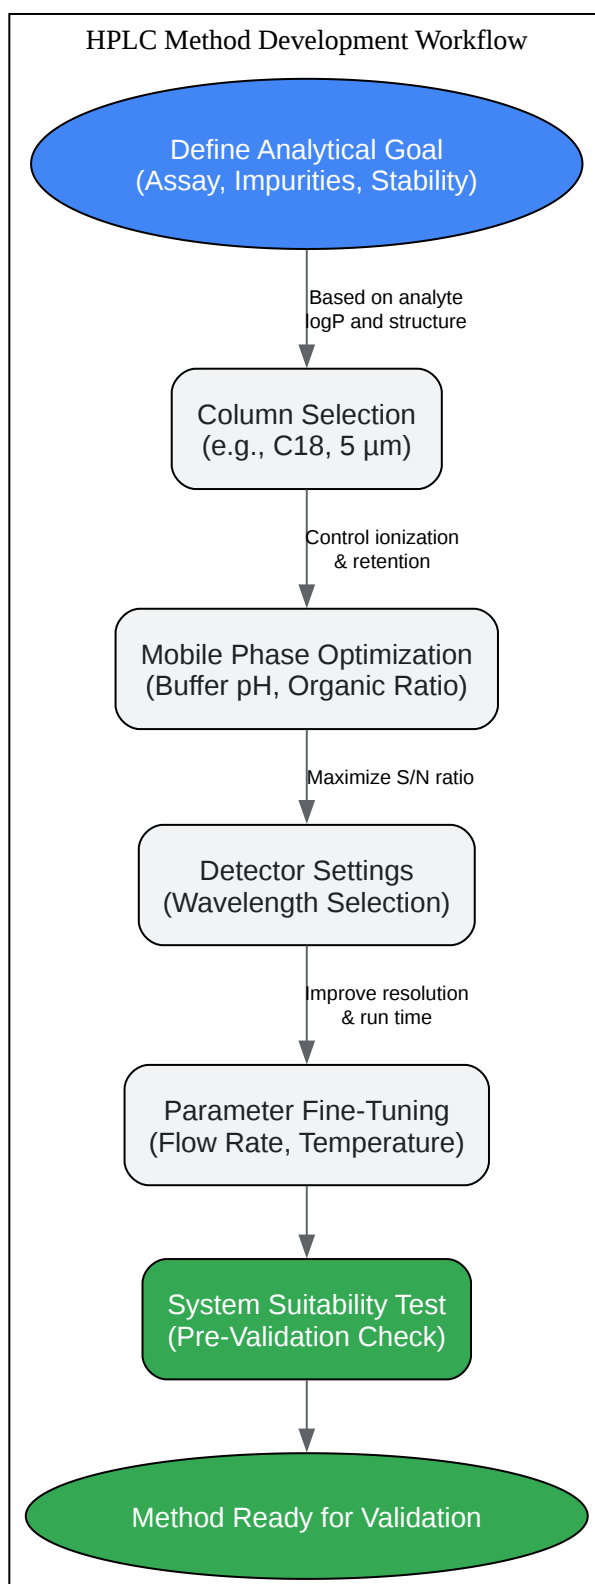 HPLC Method Development Workflow
Define Analytical Goal
(Assay, Impurities, Stability)
Based on analyte
logP and structure
Column Selection
(e.g., C18, 5 µm)
Control ionization
& retention
Mobile Phase Optimization
(Buffer pH, Organic Ratio)
Maximize S/N ratio
Detector Settings
(Wavelength Selection)
Improve resolution
& run time
Parameter Fine-Tuning
(Flow Rate, Temperature)
System Suitability Test
(Pre-Validation Check)
Method Ready for Validation